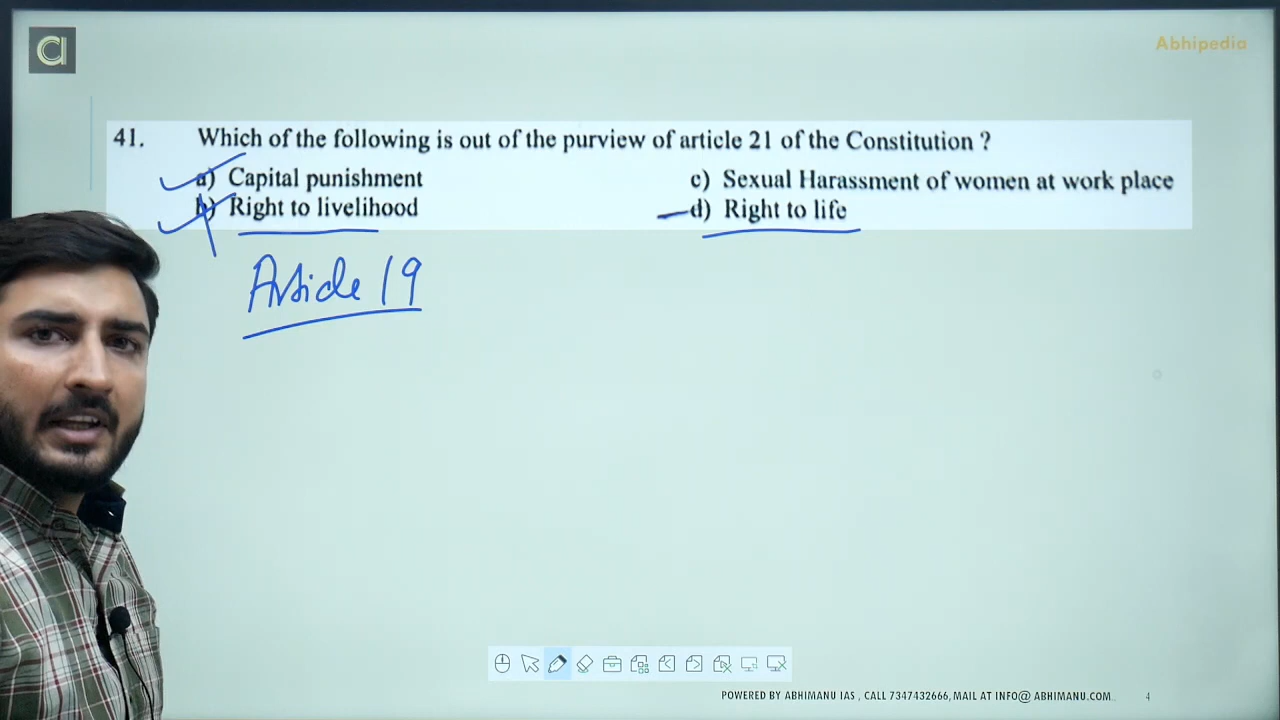 Abhipedia
41. Which of the following is out of the purview of article 21 of the Constitution ?
a) Capital punishment
b) Right to livelihood
c) Sexual Harassment of women at work place
d) Right to life
Article 19
POWERED BY ABHIMANU IAS , CALL 7347432666, MAIL AT INFO@ ABHIMANU.COM
4